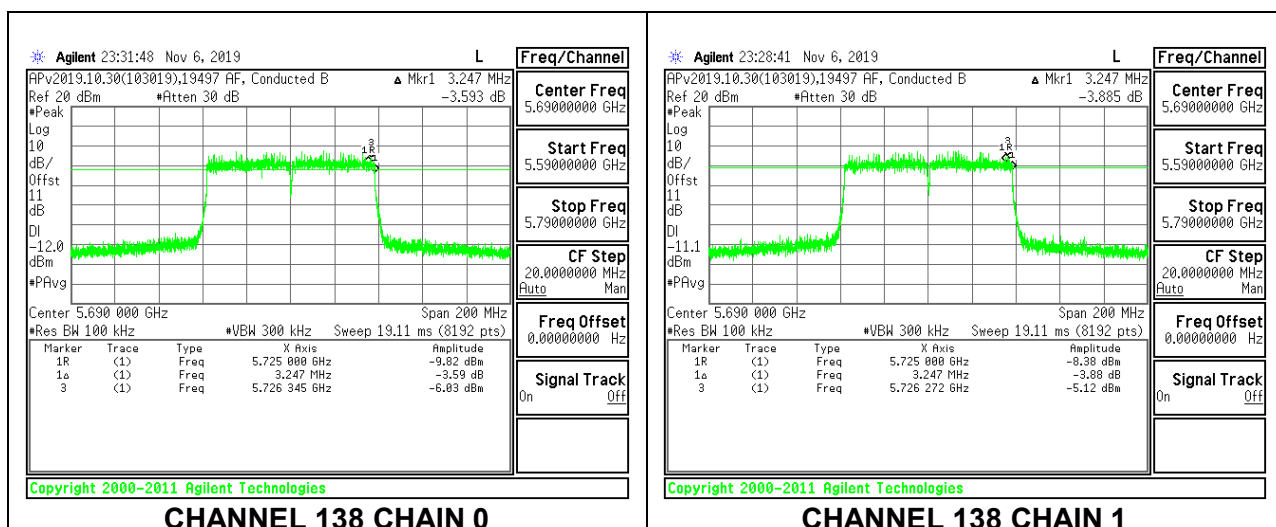 Agilent 23:31:48 Nov 6, 2019 L
Freq/Channel
APv2019.10.30(103019),19497 AF, Conducted B Δ Mkr1 3.247 MHz
Ref 20 dBm #Atten 30 dB -3.593 dB
#Peak
Log
10
dB/
Offst
11
dB
DI
-12.0
dBm
#PAvg
1R
3
1Δ
Center 5.690 000 GHz Span 200 MHz
#Res BW 100 kHz #VBW 300 kHz Sweep 19.11 ms (8192 pts)
Marker Trace Type X Axis Amplitude
1R (1) Freq 5.725 000 GHz -9.82 dBm
1Δ (1) Freq 3.247 MHz -3.59 dB
3 (1) Freq 5.726 345 GHz -6.03 dBm
Center Freq
5.69000000 GHz
Start Freq
5.59000000 GHz
Stop Freq
5.79000000 GHz
CF Step
20.0000000 MHz
Auto Man
Freq Offset
0.00000000 Hz
Signal Track
On Off
Copyright 2000-2011 Agilent Technologies
CHANNEL 138 CHAIN 0
Agilent 23:28:41 Nov 6, 2019 L
Freq/Channel
APv2019.10.30(103019),19497 AF, Conducted B Δ Mkr1 3.247 MHz
Ref 20 dBm #Atten 30 dB -3.885 dB
#Peak
Log
10
dB/
Offst
11
dB
DI
-11.1
dBm
#PAvg
1R
3
1Δ
Center 5.690 000 GHz Span 200 MHz
#Res BW 100 kHz #VBW 300 kHz Sweep 19.11 ms (8192 pts)
Marker Trace Type X Axis Amplitude
1R (1) Freq 5.725 000 GHz -8.38 dBm
1Δ (1) Freq 3.247 MHz -3.88 dB
3 (1) Freq 5.726 272 GHz -5.12 dBm
Center Freq
5.69000000 GHz
Start Freq
5.59000000 GHz
Stop Freq
5.79000000 GHz
CF Step
20.0000000 MHz
Auto Man
Freq Offset
0.00000000 Hz
Signal Track
On Off
Copyright 2000-2011 Agilent Technologies
CHANNEL 138 CHAIN 1